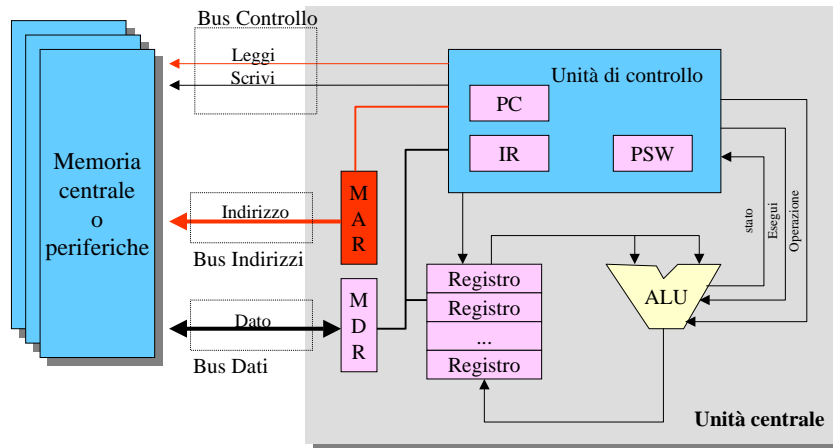 Bus Controllo
Leggi
Scrivi
Unità di controllo
PC
IR
PSW
Memoria
centrale
o
periferiche
M
A
R
Indirizzo
Bus Indirizzi
stato
Esegui
Operazione
Registro
Registro
...
Registro
ALU
M
D
R
Dato
Bus Dati
Unità centrale